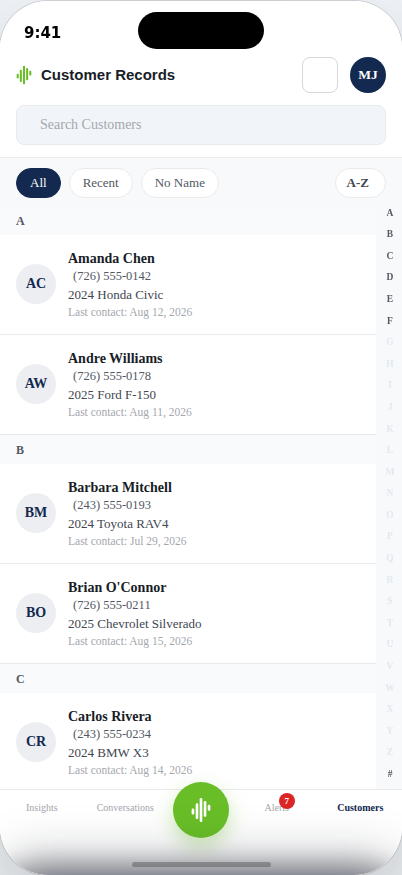 9:41
Customer Records
MJ
Search Customers
All
Recent
No Name
A-Z
A
Amanda Chen
AC
(726) 555-0142
2024 Honda Civic
Last contact: Aug 12, 2026
Andre Williams
AW
(726) 555-0178
2025 Ford F-150
Last contact: Aug 11, 2026
B
Barbara Mitchell
BM
(243) 555-0193
2024 Toyota RAV4
Last contact: Jul 29, 2026
Brian O'Connor
BO
(726) 555-0211
2025 Chevrolet Silverado
Last contact: Aug 15, 2026
C
Carlos Rivera
CR
(243) 555-0234
2024 BMW X3
Last contact: Aug 14, 2026
A
B
C
D
E
F
G
H
I
J
K
L
M
N
O
P
Q
R
S
T
U
V
W
X
Y
Z
#
Insights
Conversations
Alerts
7
Customers